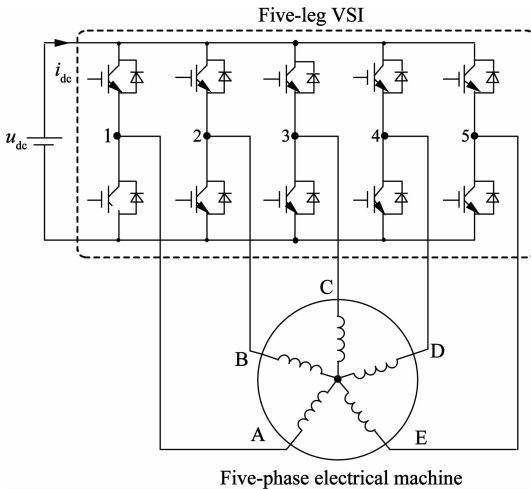 Five-leg VSI
i_dc
u_dc
1 2 3 4 5
C
B D
A E
Five-phase electrical machine